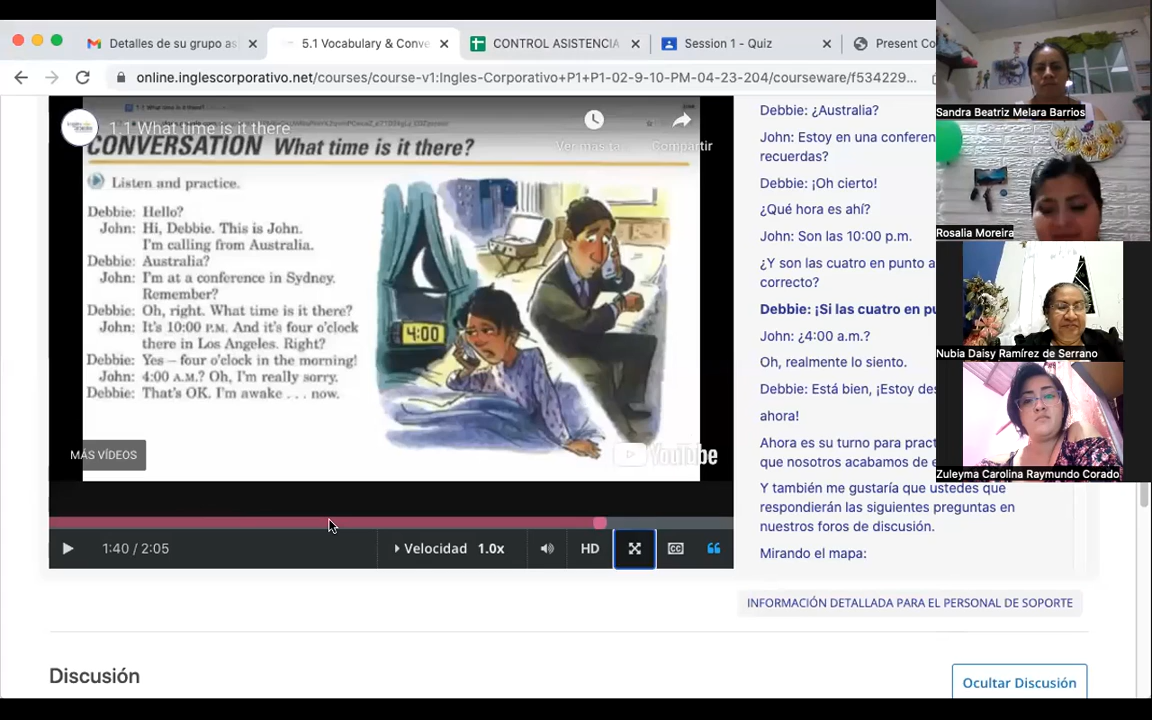 Detalles de su grupo as
5.1 Vocabulary & Conve
CONTROL ASISTENCIA
Session 1 - Quiz
Present Co
online.inglescorporativo.net/courses/course-v1:Ingles-Corporativo+P1+P1-02-9-10-PM-04-23-204/courseware/f534229...
1.1 What time is it there
Ver más ta
Compartir
CONVERSATION What time is it there?
Listen and practice.
Debbie: Hello?
John: Hi, Debbie. This is John.
I'm calling from Australia.
Debbie: Australia?
John: I'm at a conference in Sydney.
Remember?
Debbie: Oh, right. What time is it there?
John: It's 10:00 P.M. And it's four o'clock
there in Los Angeles. Right?
Debbie: Yes – four o'clock in the morning!
John: 4:00 A.M.? Oh, I'm really sorry.
Debbie: That's OK. I'm awake . . . now.
4:00
MÁS VÍDEOS
YouTube
1:40 / 2:05
Velocidad 1.0x
HD
CC
Debbie: ¿Australia?
John: Estoy en una conferen
recuerdas?
Debbie: ¡Oh cierto!
¿Qué hora es ahí?
John: Son las 10:00 p.m.
¿Y son las cuatro en punto a
correcto?
Debbie: ¡Si las cuatro en pu
John: ¿4:00 a.m.?
Oh, realmente lo siento.
Debbie: Está bien, ¡Estoy des
ahora!
Ahora es su turno para pract
que nosotros acabamos de e
Y también me gustaría que ustedes que
respondierán las siguientes preguntas en
nuestros foros de discusión.
Mirando el mapa:
INFORMACIÓN DETALLADA PARA EL PERSONAL DE SOPORTE
Discusión
Ocultar Discusión
Sandra Beatriz Melara Barrios
Rosalia Moreira
Nubia Daisy Ramírez de Serrano
Zuleyma Carolina Raymundo Corado